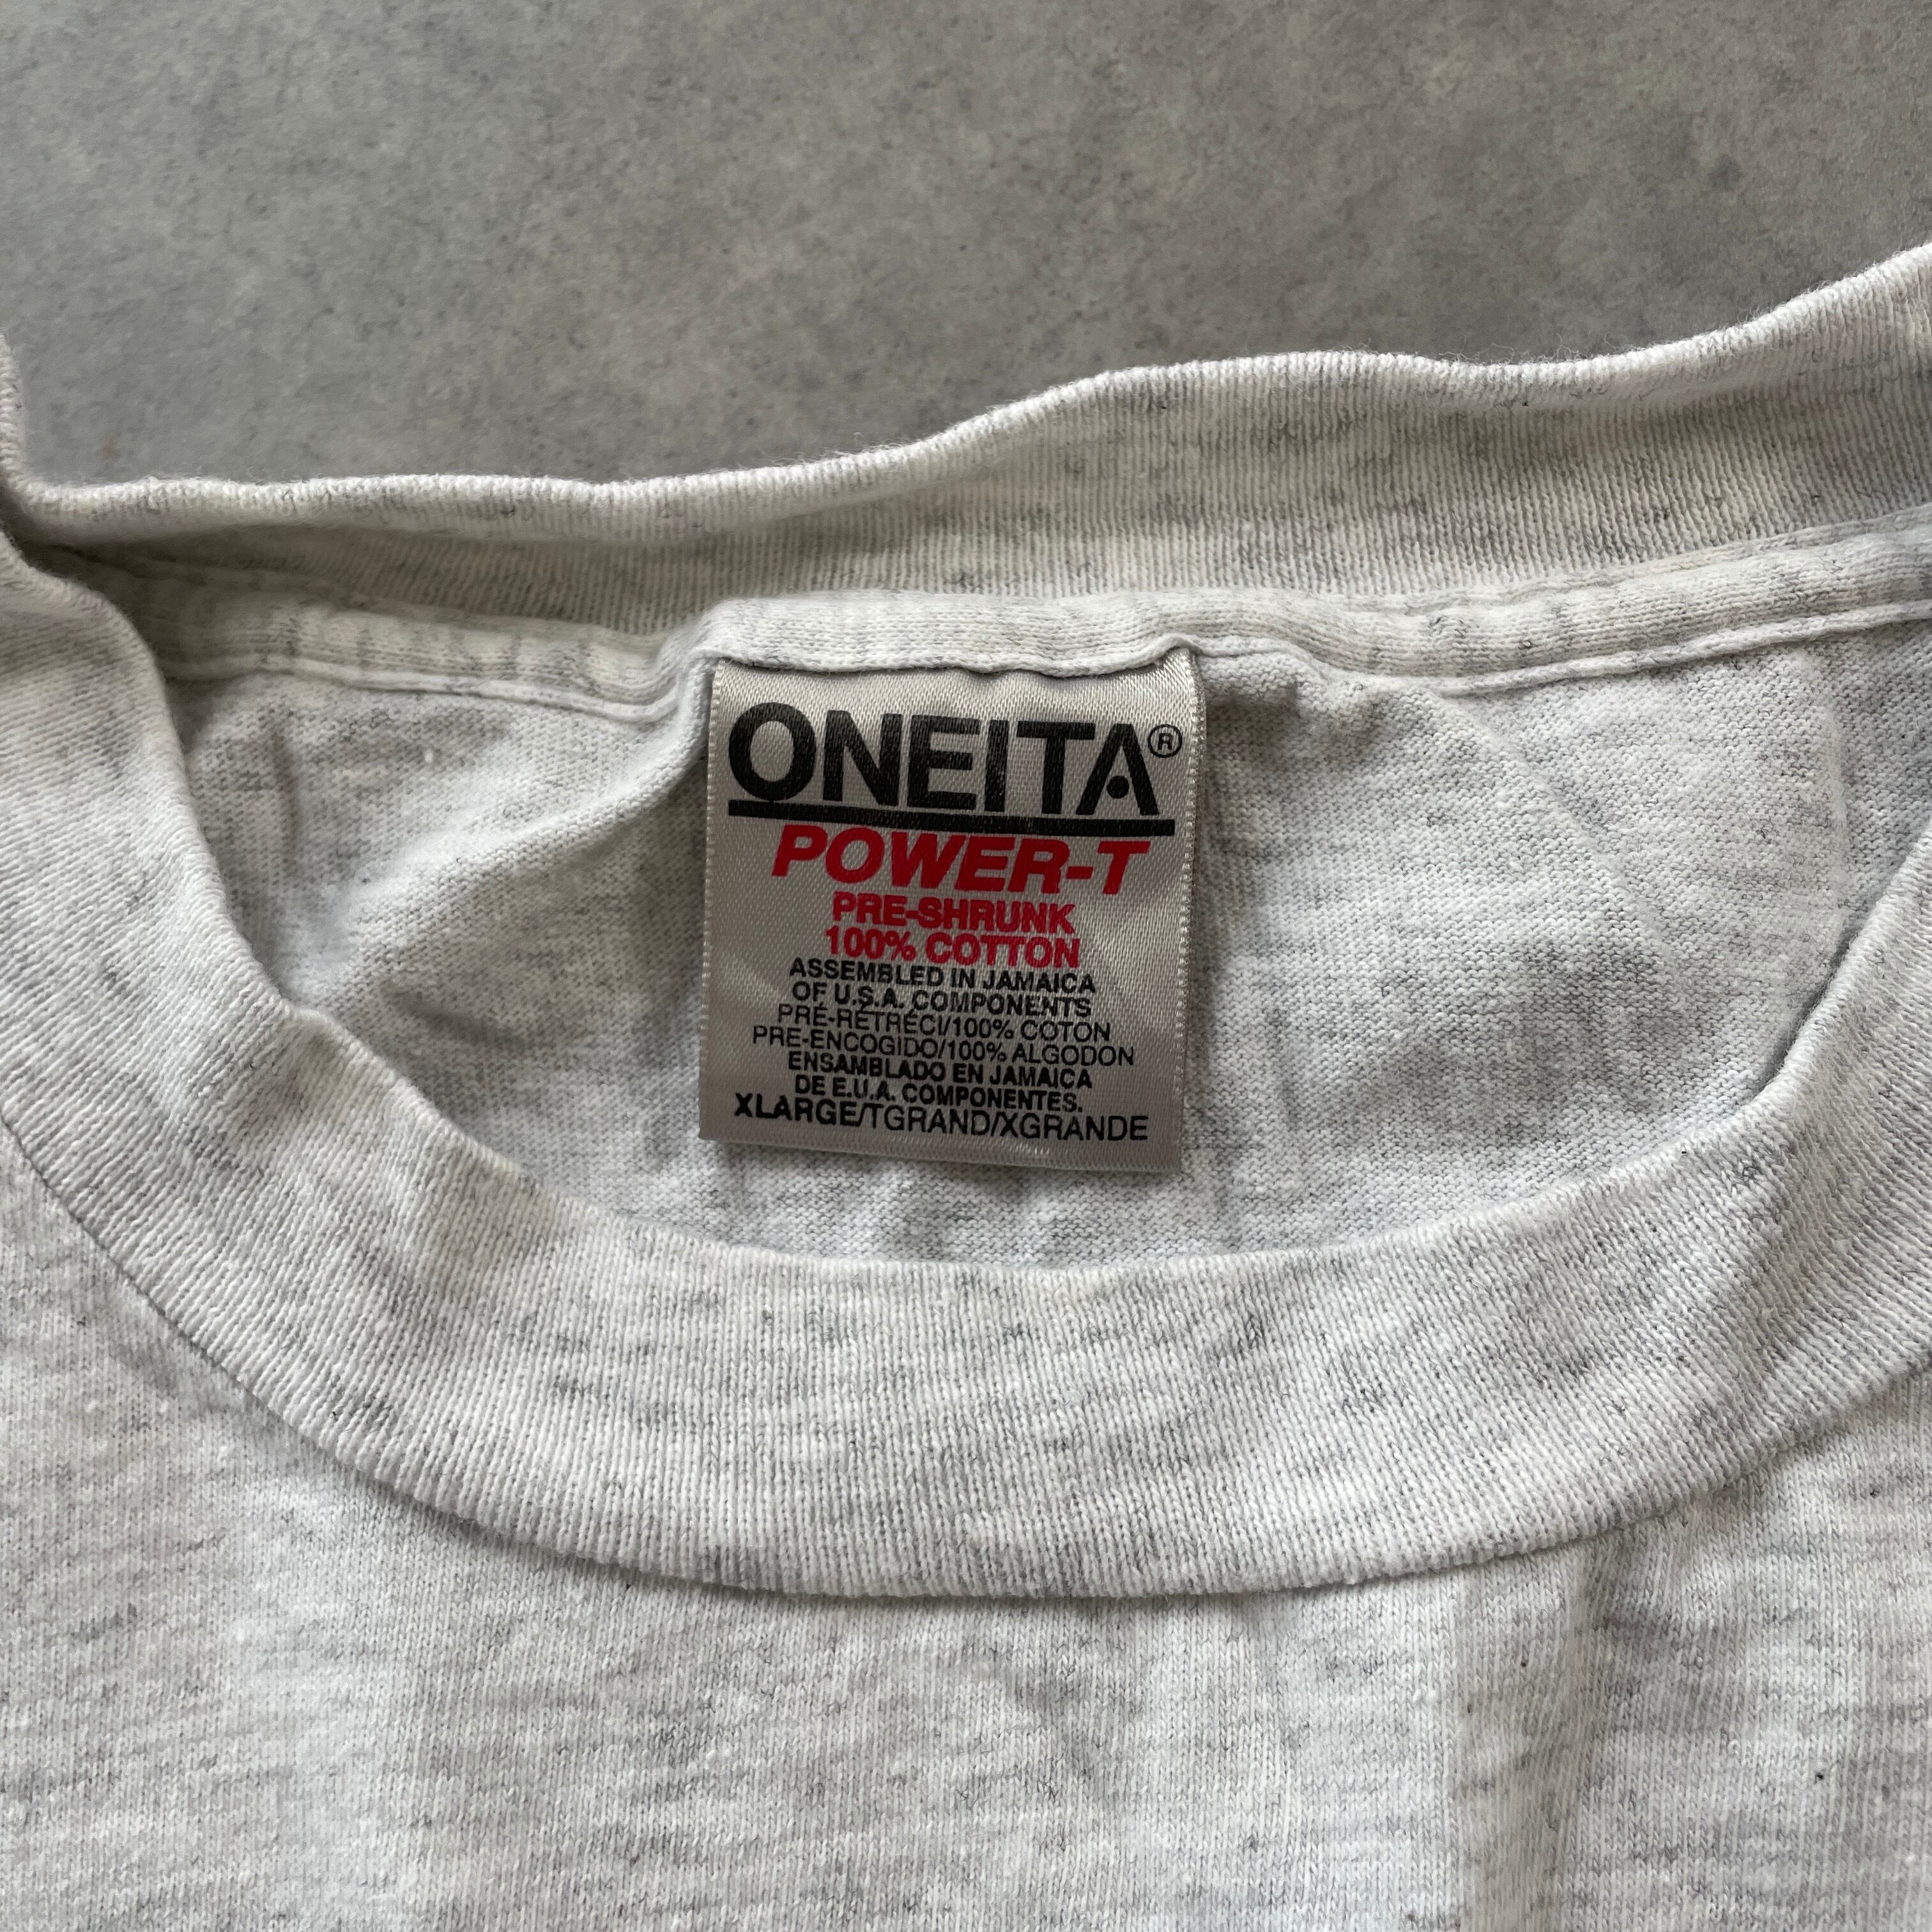 ONEITA®
POWER-T
PRE-SHRUNK
100% COTTON
ASSEMBLED IN JAMAICA
OF U.S.A. COMPONENTS
PRÉ-RÉTRÉCI/100% COTON
PRE-ENCOGIDO/100% ALGODON
ENSAMBLADO EN JAMAICA
DE E.U.A. COMPONENTES.
XLARGE/TGRAND/XGRANDE